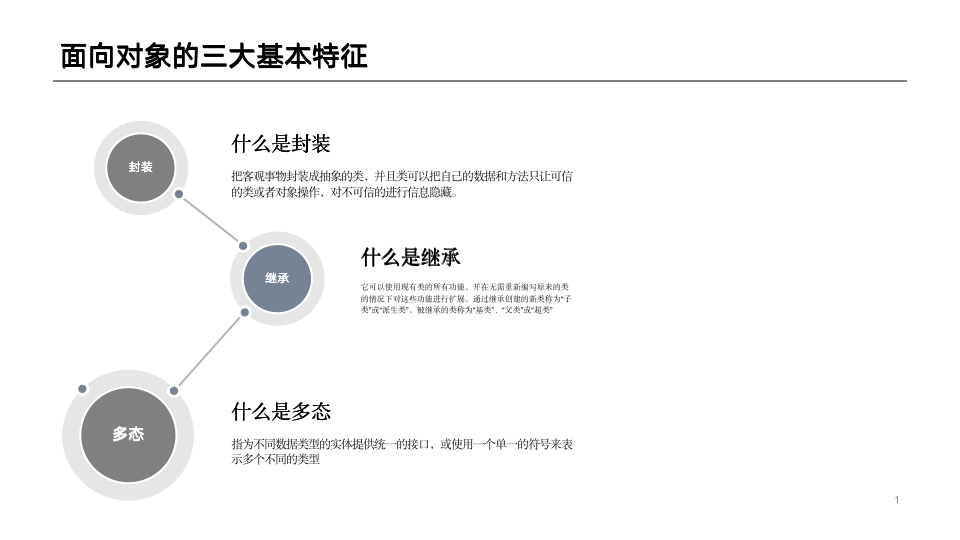 面向对象的三大基本特征
封装
什么是封装
把客观事物封装成抽象的类，并且类可以把自己的数据和方法只让可信
的类或者对象操作，对不可信的进行信息隐藏。
继承
什么是继承
它可以使用现有类的所有功能，并在无需重新编写原来的类
的情况下对这些功能进行扩展。通过继承创建的新类称为“子
类”或“派生类”。被继承的类称为“基类”、“父类”或“超类”
多态
什么是多态
指为不同数据类型的实体提供统一的接口，或使用一个单一的符号来表
示多个不同的类型
1